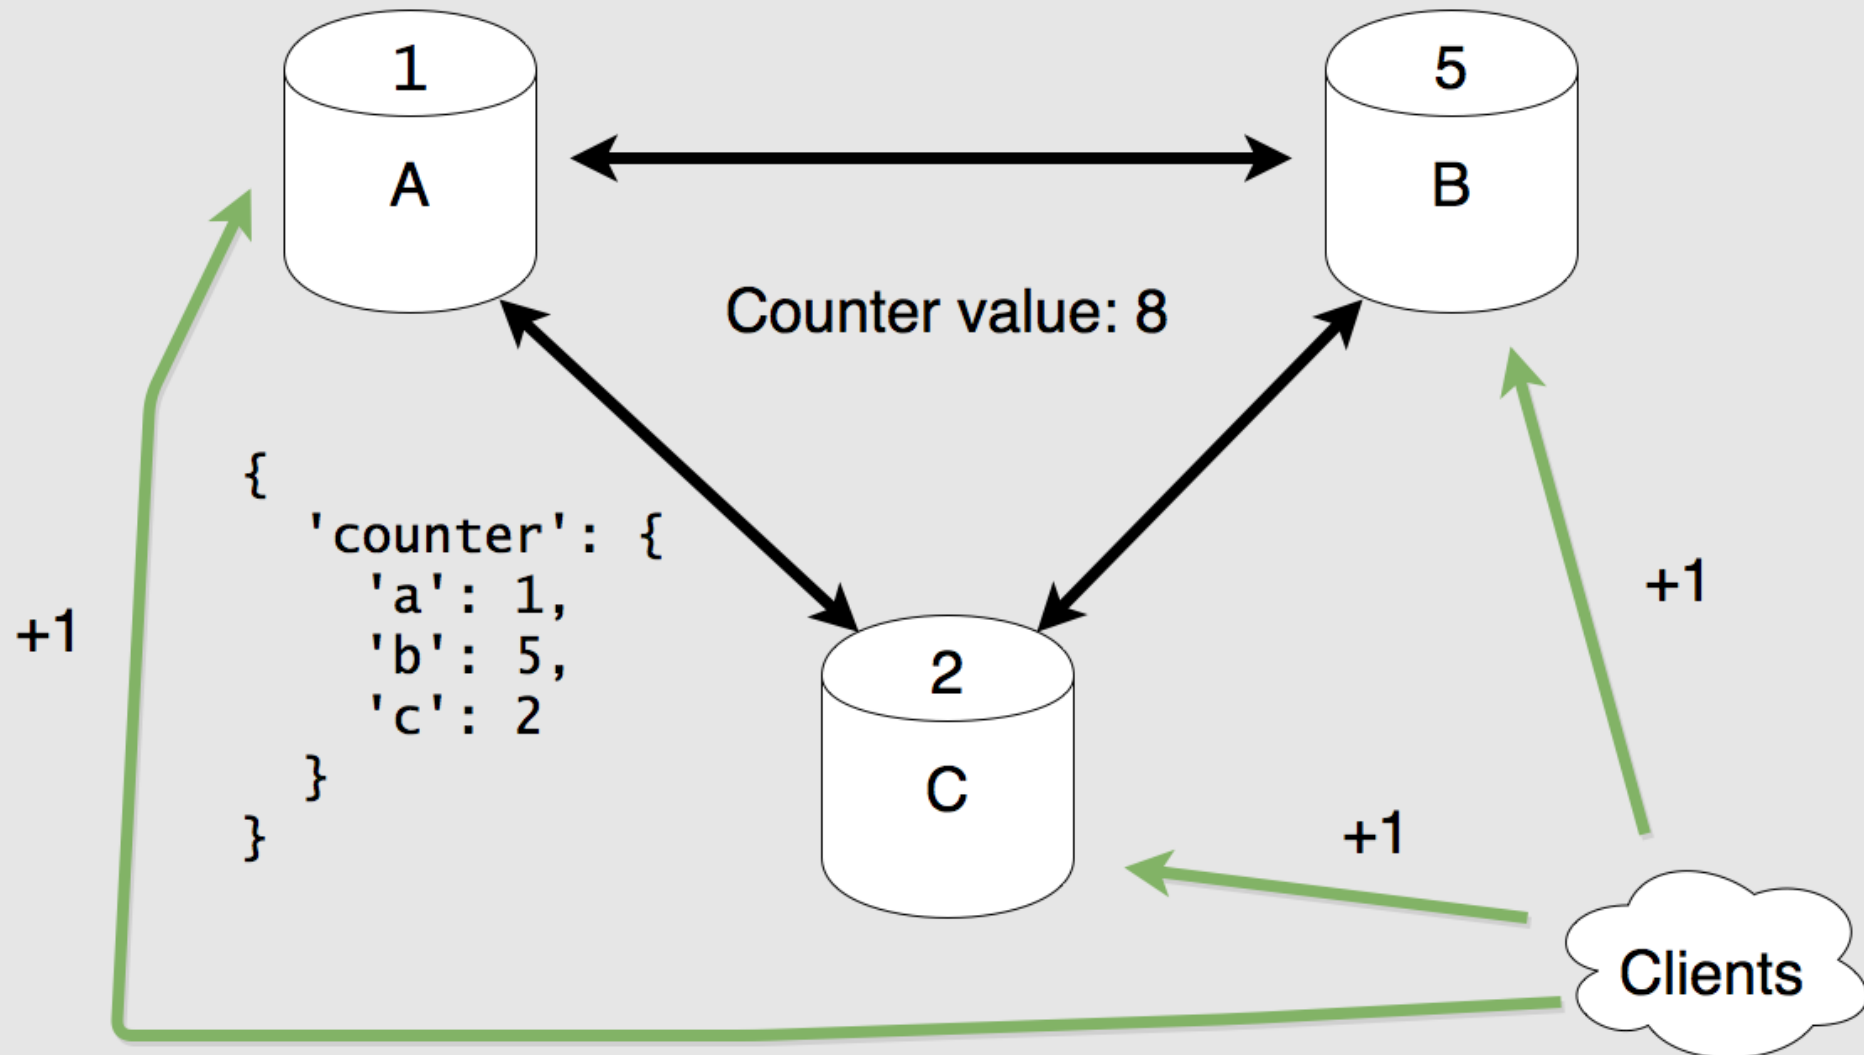 1
A
5
B
Counter value: 8
{
'counter': {
'a': 1,
'b': 5,
'c': 2
}
}
+1
2
C
+1
+1
Clients